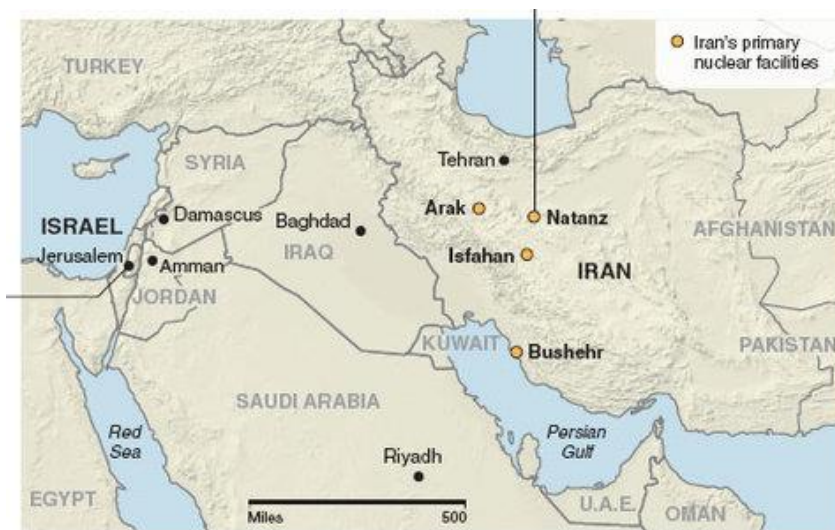 Iran's primary
nuclear facilities
TURKEY
SYRIA
Tehran
Arak
Natanz
ISRAEL
Damascus
Baghdad
AFGHANISTAN
Jerusalem
Amman
IRAQ
Isfahan
IRAN
JORDAN
KUWAIT
Bushehr
PAKISTAN
SAUDI ARABIA
Red
Sea
Persian
Gulf
Riyadh
EGYPT
Miles
500
U.A.E.
OMAN